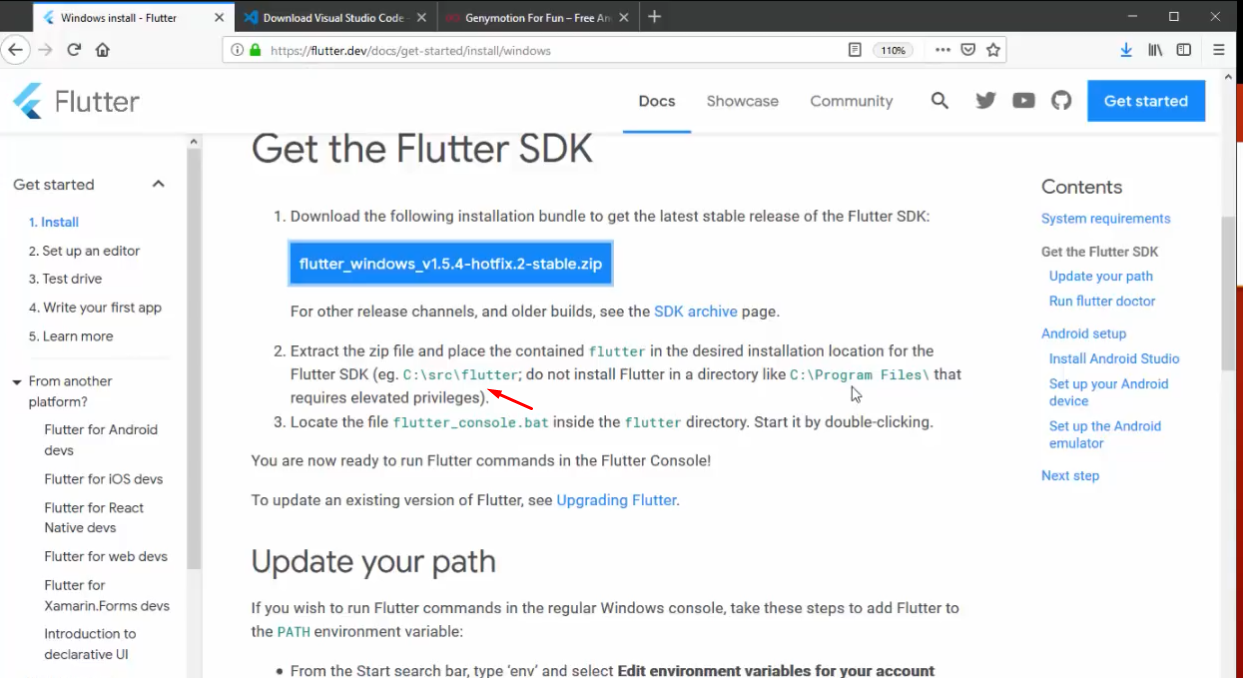 Windows install - Flutter
Download Visual Studio Code -
Genymotion For Fun – Free An
https://flutter.dev/docs/get-started/install/windows
110%
Flutter
Docs
Showcase
Community
Get started
Get started
1. Install
2. Set up an editor
3. Test drive
4. Write your first app
5. Learn more
From another
platform?
Flutter for Android
devs
Flutter for iOS devs
Flutter for React
Native devs
Flutter for web devs
Flutter for
Xamarin.Forms devs
Introduction to
declarative UI
Get the Flutter SDK
1. Download the following installation bundle to get the latest stable release of the Flutter SDK:
flutter_windows_v1.5.4-hotfix.2-stable.zip
For other release channels, and older builds, see the SDK archive page.
2. Extract the zip file and place the contained flutter in the desired installation location for the
Flutter SDK (eg. C:\src\flutter; do not install Flutter in a directory like C:\Program Files\ that
requires elevated privileges).
3. Locate the file flutter_console.bat inside the flutter directory. Start it by double-clicking.
You are now ready to run Flutter commands in the Flutter Console!
To update an existing version of Flutter, see Upgrading Flutter.
Update your path
If you wish to run Flutter commands in the regular Windows console, take these steps to add Flutter to
the PATH environment variable:
• From the Start search bar, type ‘env’ and select Edit environment variables for your account
Contents
System requirements
Get the Flutter SDK
Update your path
Run flutter doctor
Android setup
Install Android Studio
Set up your Android
device
Set up the Android
emulator
Next step